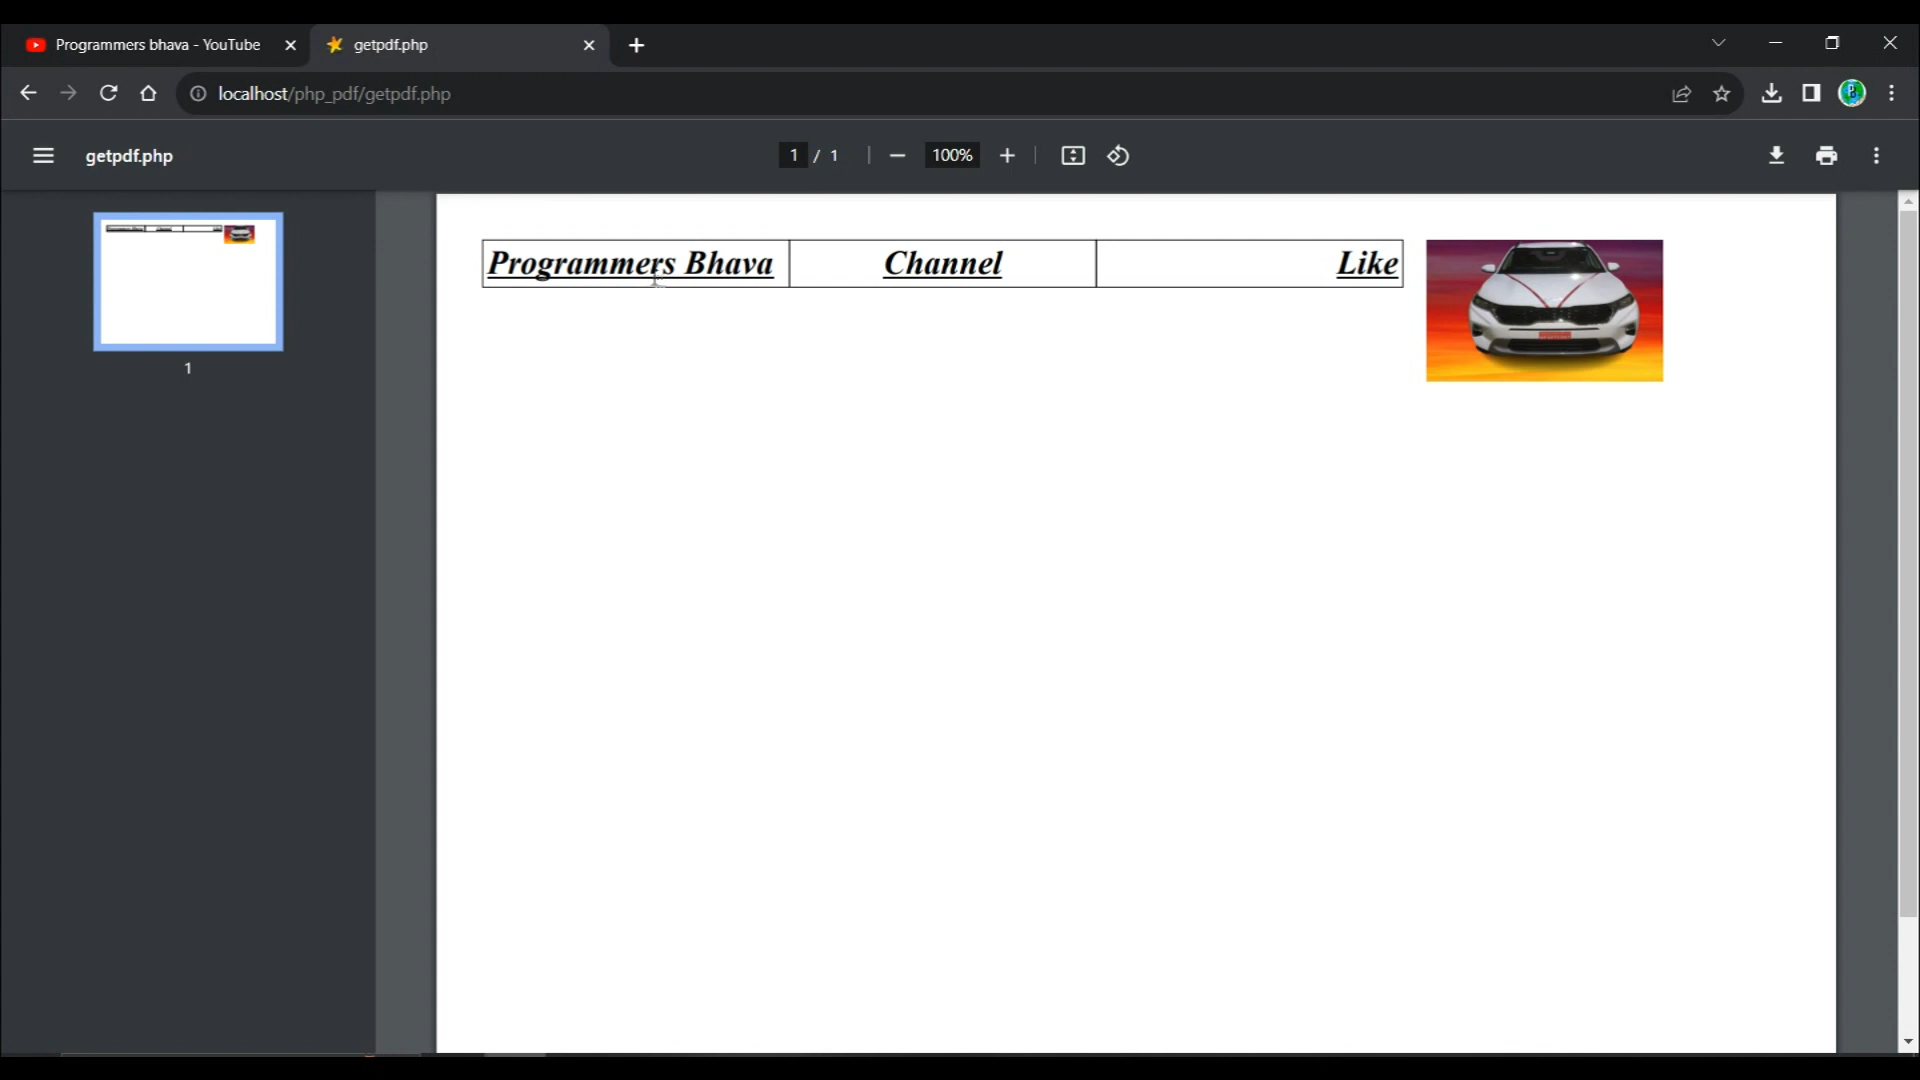 Programmers bhava - YouTube
getpdf.php
localhost/php_pdf/getpdf.php
getpdf.php
1 / 1
100%
Programmers Bhava
Channel
Like
1